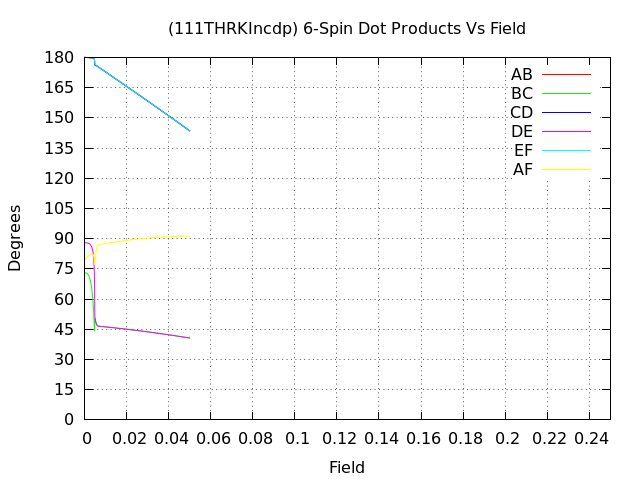 (111THRKIncdp) 6-Spin Dot Products Vs Field
180
165
150
135
120
105
90
75
60
45
30
15
0
Degrees
AB
BC
CD
DE
EF
AF
0 0.02 0.04 0.06 0.08 0.1 0.12 0.14 0.16 0.18 0.2 0.22 0.24
Field